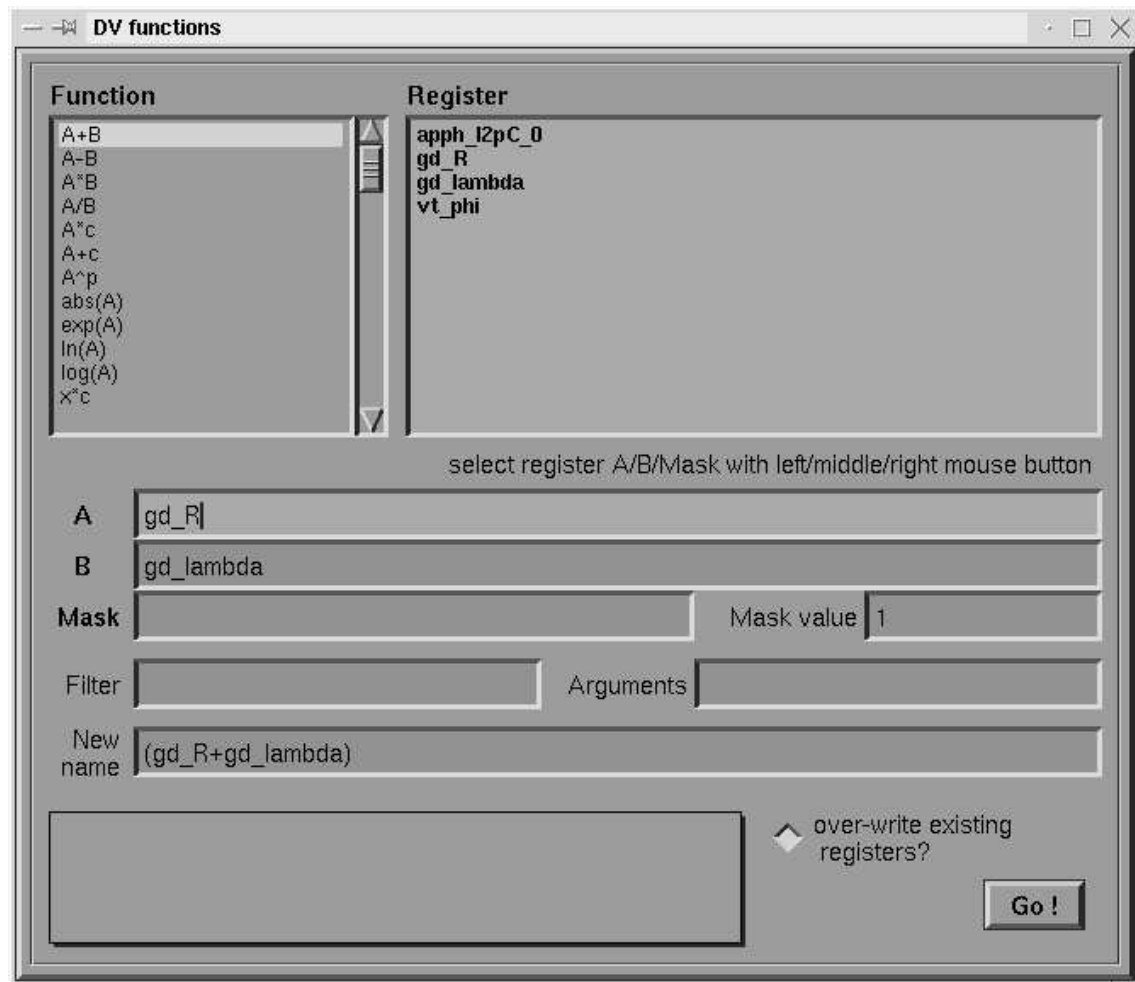 DV functions
Function
A+B
A-B
A*B
A/B
A*c
A+c
A^p
abs(A)
exp(A)
ln(A)
log(A)
x*c
Register
apph_l2pC_0
gd_R
gd_lambda
vt_phi
select register A/B/Mask with left/middle/right mouse button
A gd_R
B gd_lambda
Mask Mask value 1
Filter Arguments
New name (gd_R+gd_lambda)
over-write existing
registers?
Go !